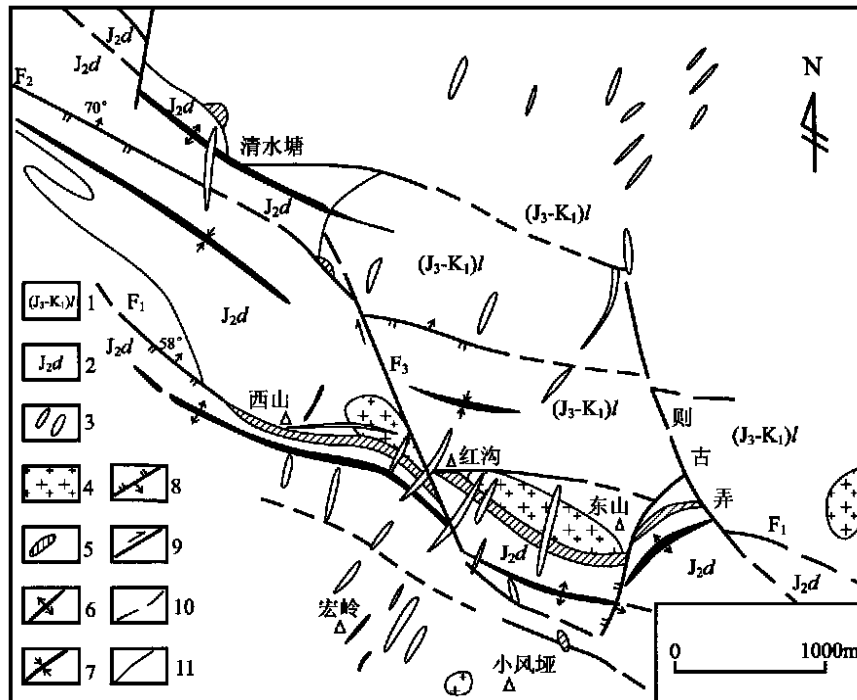 J₂d
J₂d
F₂
70°
J₂d
清水塘
N
J₂d
(J₃-K₁)l
(J₃-K₁)l
(J₃-K₁)l 1
F₁
J₂d
J₂d 2
J₂d
58°
F₃
3
西山
(J₃-K₁)l
则
古
弄
(J₃-K₁)l
红沟
4
8
东山
F₁
5
9
J₂d
J₂d
J₂d
6
10
宏岭
7
11
小风垭
0 1000m